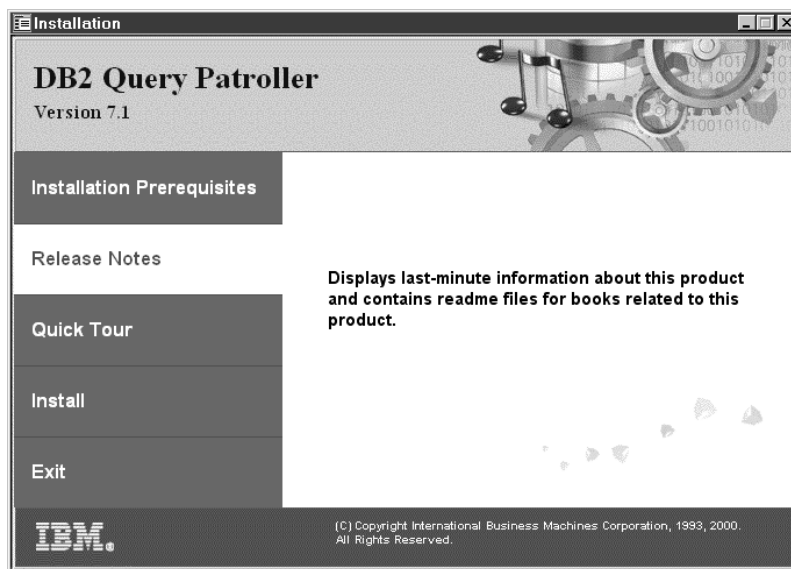 Installation
DB2 Query Patroller
Version 7.1
Installation Prerequisites
Release Notes
Quick Tour
Install
Exit
Displays last-minute information about this product
and contains readme files for books related to this
product.
IBM®
(C) Copyright International Business Machines Corporation, 1993, 2000.
All Rights Reserved.